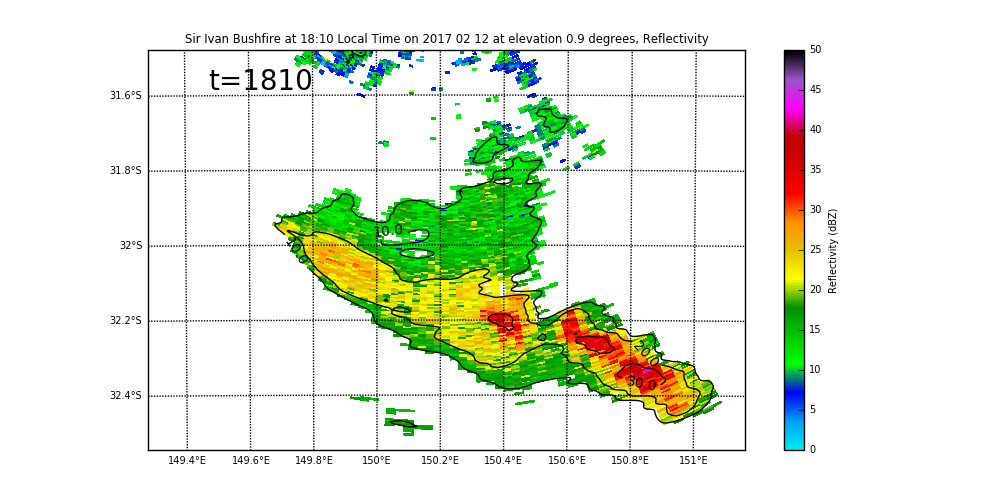 Sir Ivan Bushfire at 18:10 Local Time on 2017 02 12 at elevation 0.9 degrees, Reflectivity
t=1810
31.6°S
31.8°S
32°S
32.2°S
32.4°S
149.4°E 149.6°E 149.8°E 150°E 150.2°E 150.4°E 150.6°E 150.8°E 151°E
10.0
20.0
30.0
50
45
40
35
30
25
20
15
10
5
0
Reflectivity (dBZ)